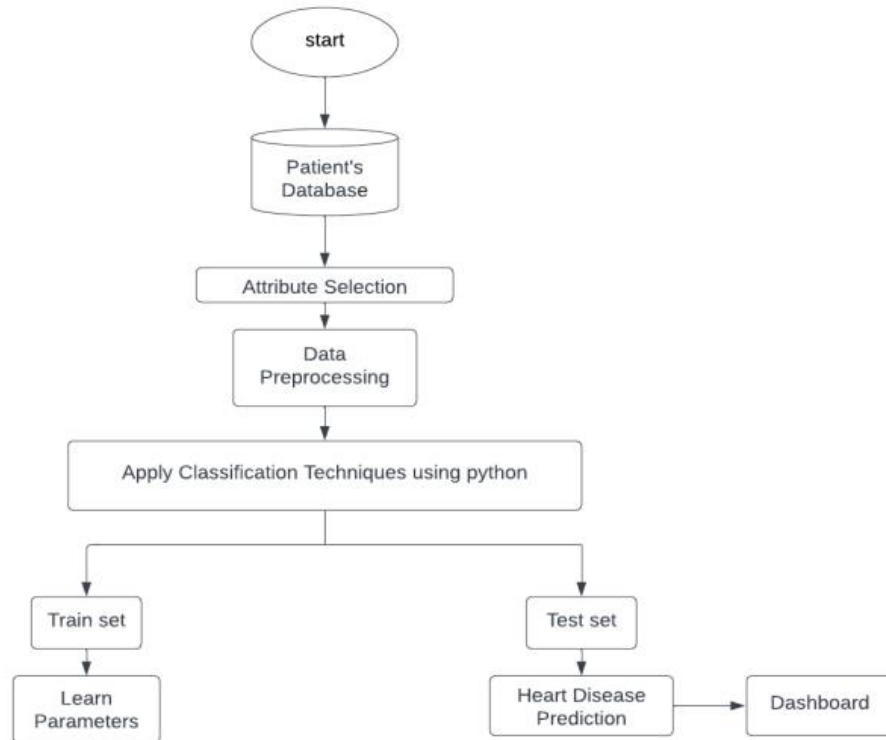 start
Patient's
Database
Attribute Selection
Data
Preprocessing
Apply Classification Techniques using python
Train set
Test set
Learn
Parameters
Heart Disease
Prediction
Dashboard